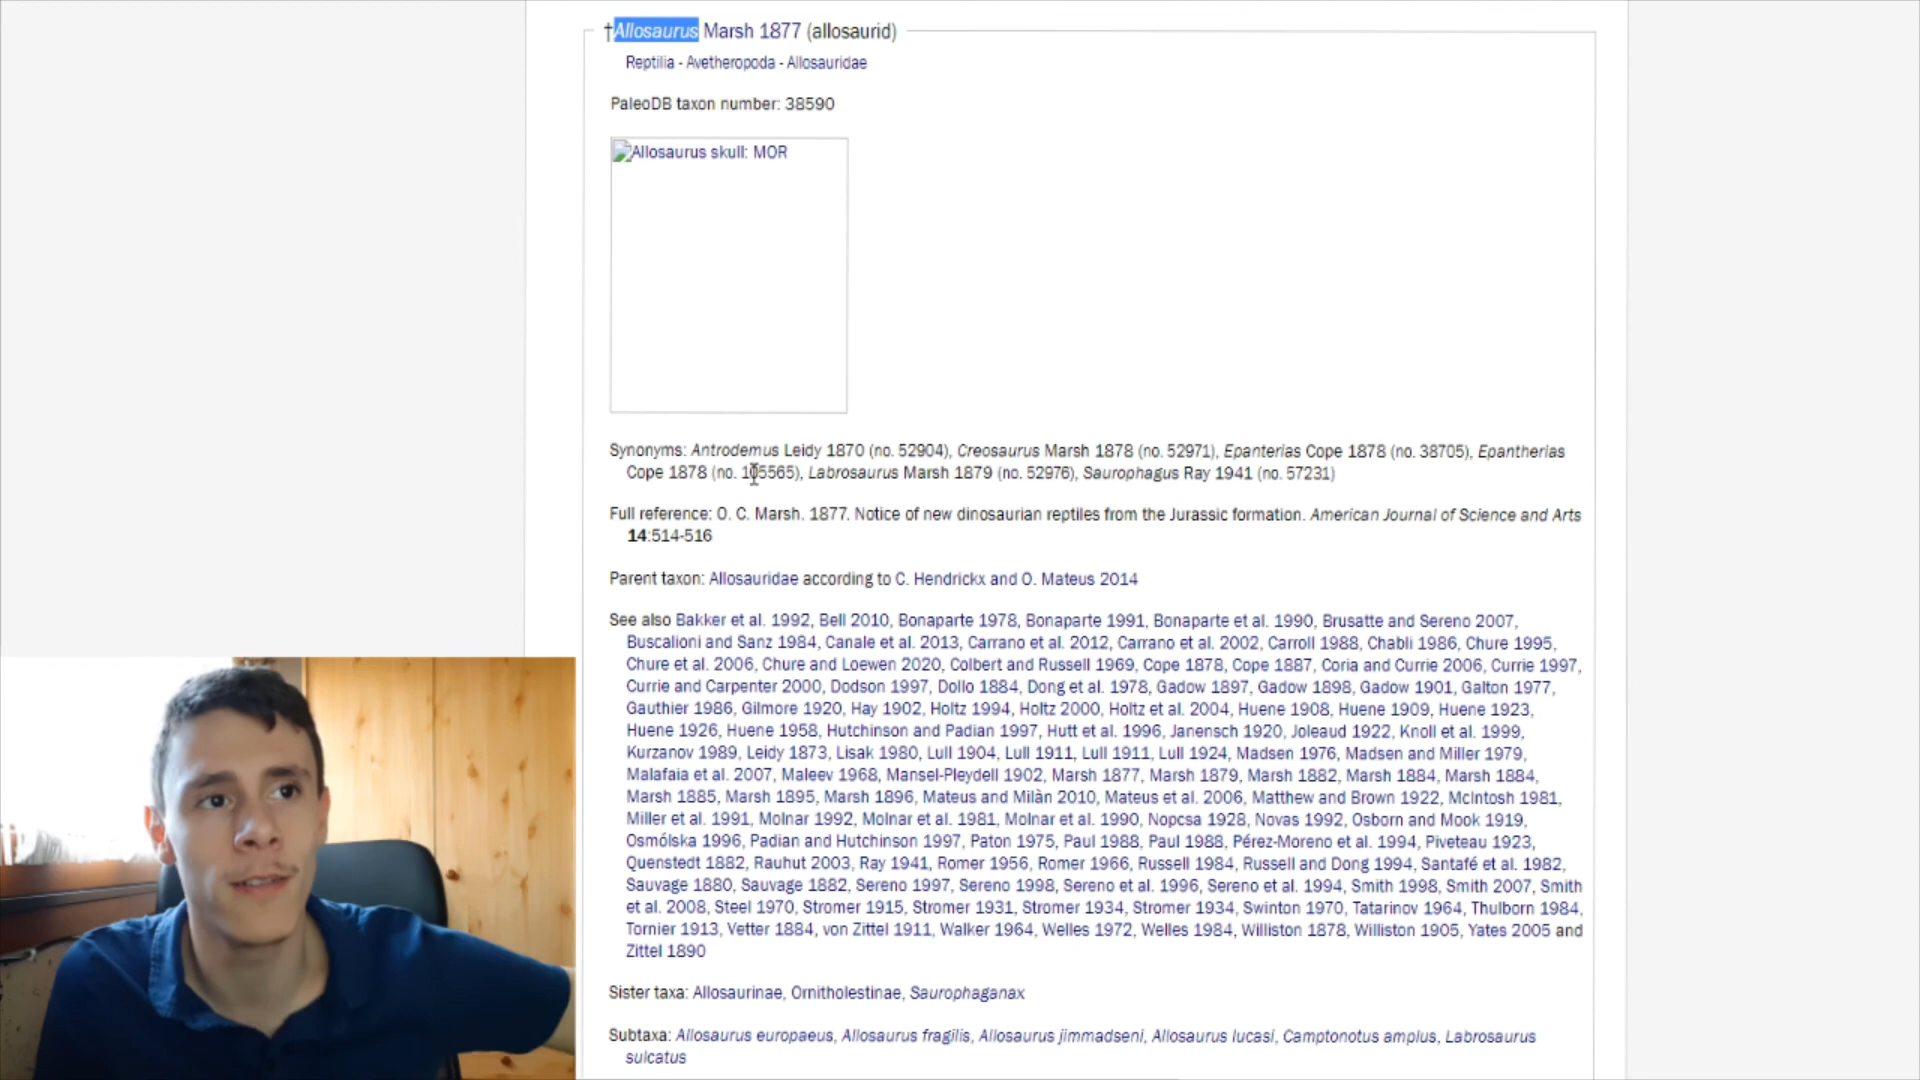 †Allosaurus Marsh 1877 (allosaurid)
Reptilia - Avetheropoda - Allosauridae
PaleoDB taxon number: 38590
Allosaurus skull: MOR
Synonyms: Antrodemus Leidy 1870 (no. 52904), Creosaurus Marsh 1878 (no. 52971), Epanterias Cope 1878 (no. 38705), Epantherias
Cope 1878 (no. 105565), Labrosaurus Marsh 1879 (no. 52976), Saurophagus Ray 1941 (no. 57231)
Full reference: O. C. Marsh. 1877. Notice of new dinosaurian reptiles from the Jurassic formation. American Journal of Science and Arts
14:514-516
Parent taxon: Allosauridae according to C. Hendrickx and O. Mateus 2014
See also Bakker et al. 1992, Bell 2010, Bonaparte 1978, Bonaparte 1991, Bonaparte et al. 1990, Brusatte and Sereno 2007,
Buscalioni and Sanz 1984, Canale et al. 2013, Carrano et al. 2012, Carrano et al. 2002, Carroll 1988, Chabli 1986, Chure 1995,
Chure et al. 2006, Chure and Loewen 2020, Colbert and Russell 1969, Cope 1878, Cope 1887, Coria and Currie 2006, Currie 1997,
Currie and Carpenter 2000, Dodson 1997, Dollo 1884, Dong et al. 1978, Gadow 1897, Gadow 1898, Gadow 1901, Galton 1977,
Gauthier 1986, Gilmore 1920, Hay 1902, Holtz 1994, Holtz 2000, Holtz et al. 2004, Huene 1908, Huene 1909, Huene 1923,
Huene 1926, Huene 1958, Hutchinson and Padian 1997, Hutt et al. 1996, Janensch 1920, Joleaud 1922, Knoll et al. 1999,
Kurzanov 1989, Leidy 1873, Lisak 1980, Lull 1904, Lull 1911, Lull 1911, Lull 1924, Madsen 1976, Madsen and Miller 1979,
Malafaia et al. 2007, Maleev 1968, Mansel-Pleydell 1902, Marsh 1877, Marsh 1879, Marsh 1882, Marsh 1884, Marsh 1884,
Marsh 1885, Marsh 1895, Marsh 1896, Mateus and Milàn 2010, Mateus et al. 2006, Matthew and Brown 1922, McIntosh 1981,
Miller et al. 1991, Molnar 1992, Molnar et al. 1981, Molnar et al. 1990, Nopcsa 1928, Novas 1992, Osborn and Mook 1919,
Osmólska 1996, Padian and Hutchinson 1997, Paton 1975, Paul 1988, Paul 1988, Pérez-Moreno et al. 1994, Piveteau 1923,
Quenstedt 1882, Rauhut 2003, Ray 1941, Romer 1956, Romer 1966, Russell 1984, Russell and Dong 1994, Santafé et al. 1982,
Sauvage 1880, Sauvage 1882, Sereno 1997, Sereno 1998, Sereno et al. 1996, Sereno et al. 1994, Smith 1998, Smith 2007, Smith
et al. 2008, Steel 1970, Stromer 1915, Stromer 1931, Stromer 1934, Stromer 1934, Swinton 1970, Tatarinov 1964, Thulborn 1984,
Tornier 1913, Vetter 1884, von Zittel 1911, Walker 1964, Welles 1972, Welles 1984, Williston 1878, Williston 1905, Yates 2005 and
Zittel 1890
Sister taxa: Allosaurinae, Ornitholestinae, Saurophaganax
Subtaxa: Allosaurus europaeus, Allosaurus fragilis, Allosaurus jimmadseni, Allosaurus lucasi, Camptonotus amplus, Labrosaurus
sulcatus